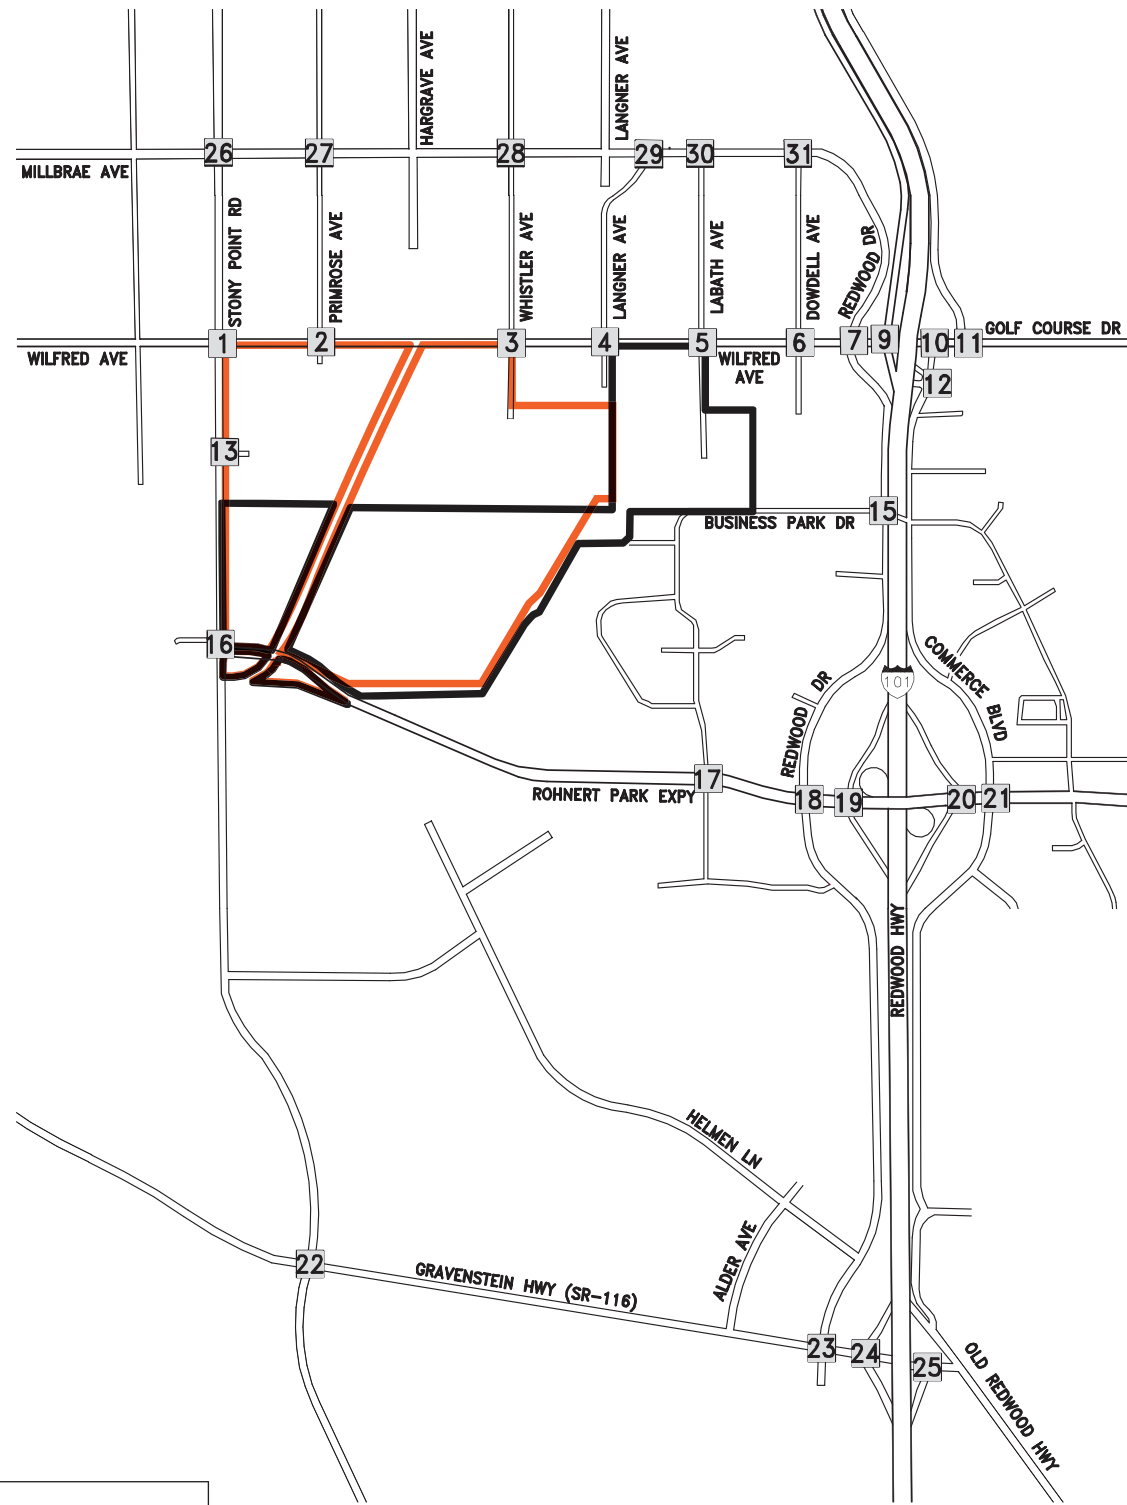 HARGRAVE AVE
LANGNER AVE
26
27
28
29
30
31
MILLBRAE AVE
STONY POINT RD
PRIMROSE AVE
WHISTLER AVE
LANGNER AVE
LABATH AVE
DOWDELL AVE
REDWOOD DR
1
2
3
4
5
6
7
9
10
11
GOLF COURSE DR
WILFRED AVE
WILFRED
AVE
12
13
15
BUSINESS PARK DR
16
COMMERCE BLVD
101
REDWOOD DR
17
ROHNERT PARK EXPY
18
19
20
21
REDWOOD HWY
HELMEN LN
ALDER AVE
22
GRAVENSTEIN HWY (SR-116)
23
24
25
OLD REDWOOD HWY